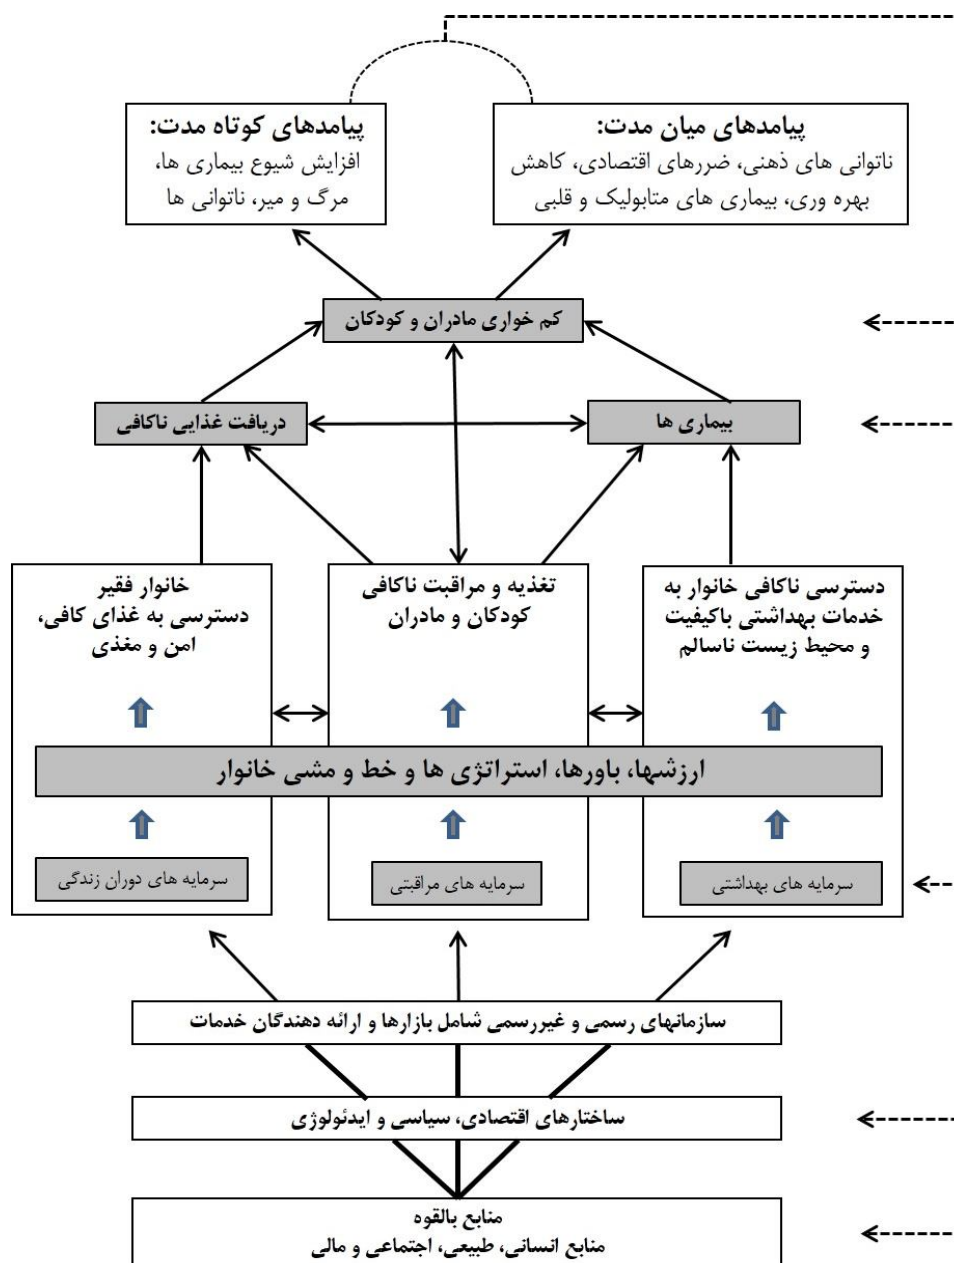 پیامدهای میان مدت:
ناتوانی های ذهنی، ضررهای اقتصادی، کاهش
بهره وری، بیماری های متابولیک و قلبی
پیامدهای کوتاه مدت:
افزایش شیوع بیماری ها،
مرگ و میر، ناتوانی ها
کم خواری مادران و کودکان
بیماری ها
دریافت غذایی ناکافی
دسترسی ناکافی خانوار به
خدمات بهداشتی باکیفیت
و محیط زیست ناسالم
تغذیه و مراقبت ناکافی
کودکان و مادران
خانوار فقیر
دسترسی به غذای کافی،
امن و مغذی
ارزشها، باورها، استراتژی ها و خط و مشی خانوار
سرمایه های بهداشتی
سرمایه های مراقبتی
سرمایه های دوران زندگی
سازمانهای رسمی و غیررسمی شامل بازارها و ارائه دهندگان خدمات
ساختارهای اقتصادی، سیاسی و ایدئولوژی
منابع بالقوه
منابع انسانی، طبیعی، اجتماعی و مالی